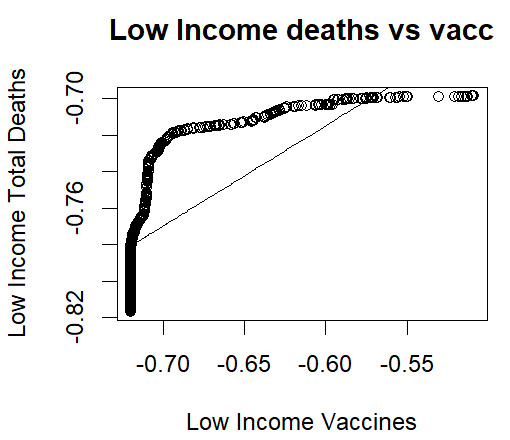 Low Income deaths vs vacc
Low Income Total Deaths
-0.70
-0.76
-0.82
-0.70
-0.65
-0.60
-0.55
Low Income Vaccines